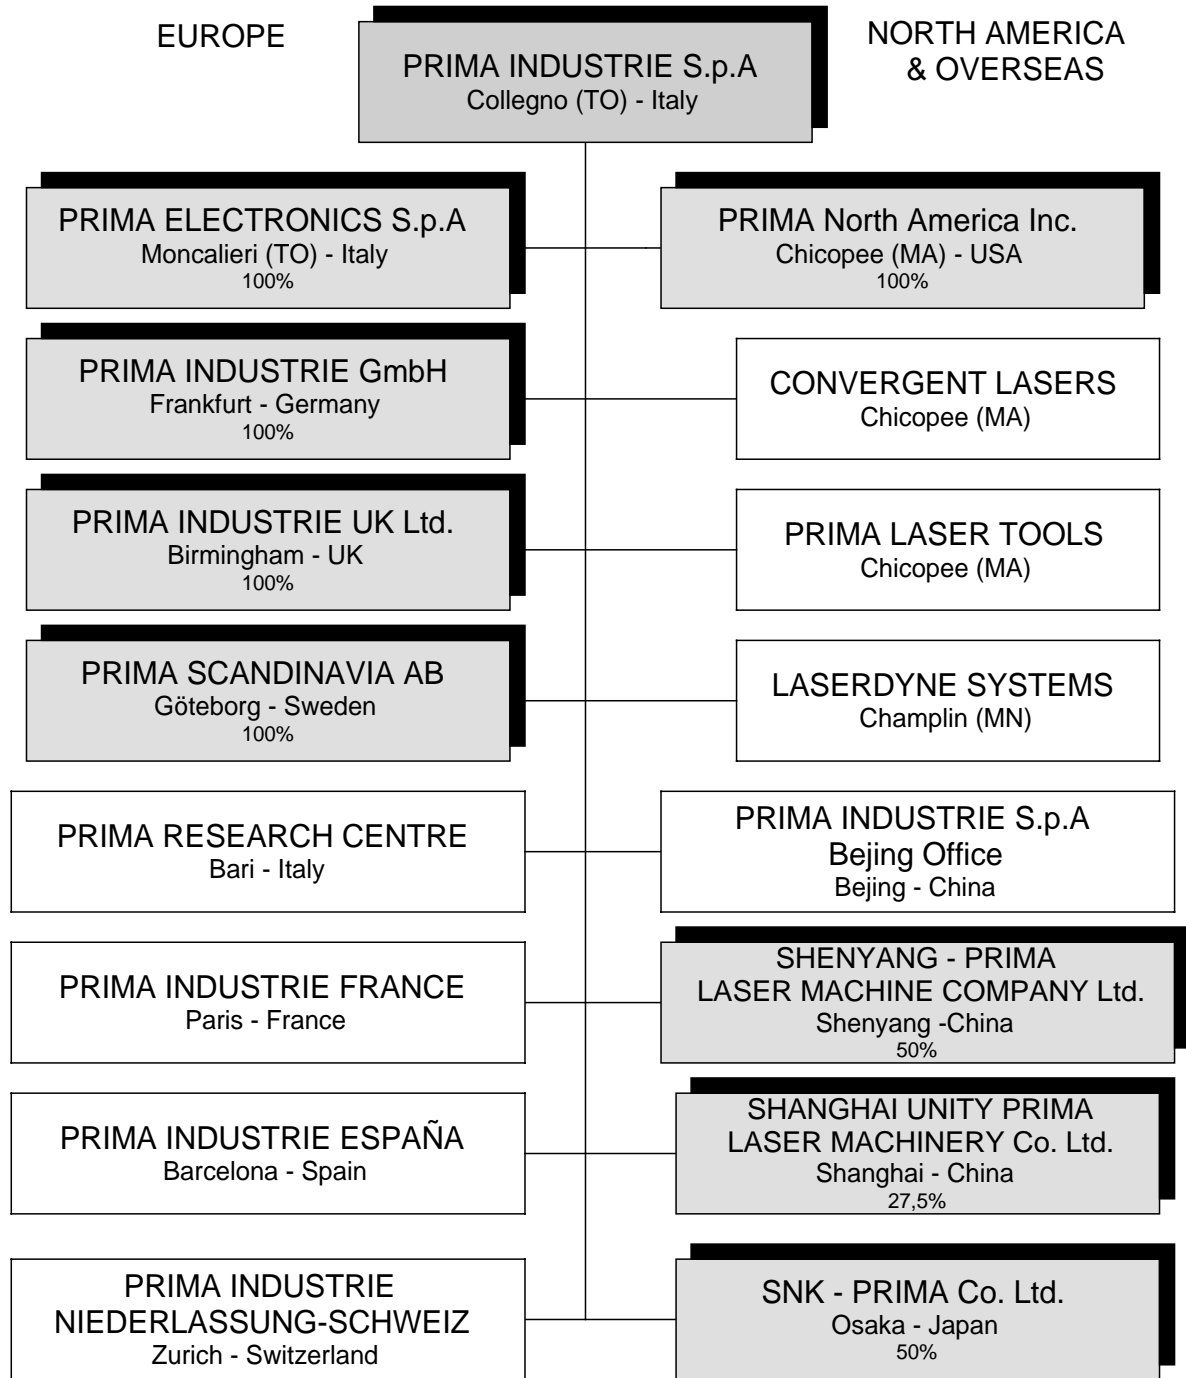 EUROPE
PRIMA INDUSTRIE S.p.A
Collegno (TO) - Italy
NORTH AMERICA
& OVERSEAS
PRIMA ELECTRONICS S.p.A
Moncalieri (TO) - Italy
100%
PRIMA North America Inc.
Chicopee (MA) - USA
100%
PRIMA INDUSTRIE GmbH
Frankfurt - Germany
100%
CONVERGENT LASERS
Chicopee (MA)
PRIMA INDUSTRIE UK Ltd.
Birmingham - UK
100%
PRIMA LASER TOOLS
Chicopee (MA)
PRIMA SCANDINAVIA AB
Göteborg - Sweden
100%
LASERDYNE SYSTEMS
Champlin (MN)
PRIMA RESEARCH CENTRE
Bari - Italy
PRIMA INDUSTRIE S.p.A
Bejing Office
Bejing - China
PRIMA INDUSTRIE FRANCE
Paris - France
SHENYANG - PRIMA
LASER MACHINE COMPANY Ltd.
Shenyang -China
50%
PRIMA INDUSTRIE ESPAÑA
Barcelona - Spain
SHANGHAI UNITY PRIMA
LASER MACHINERY Co. Ltd.
Shanghai - China
27,5%
PRIMA INDUSTRIE
NIEDERLASSUNG-SCHWEIZ
Zurich - Switzerland
SNK - PRIMA Co. Ltd.
Osaka - Japan
50%